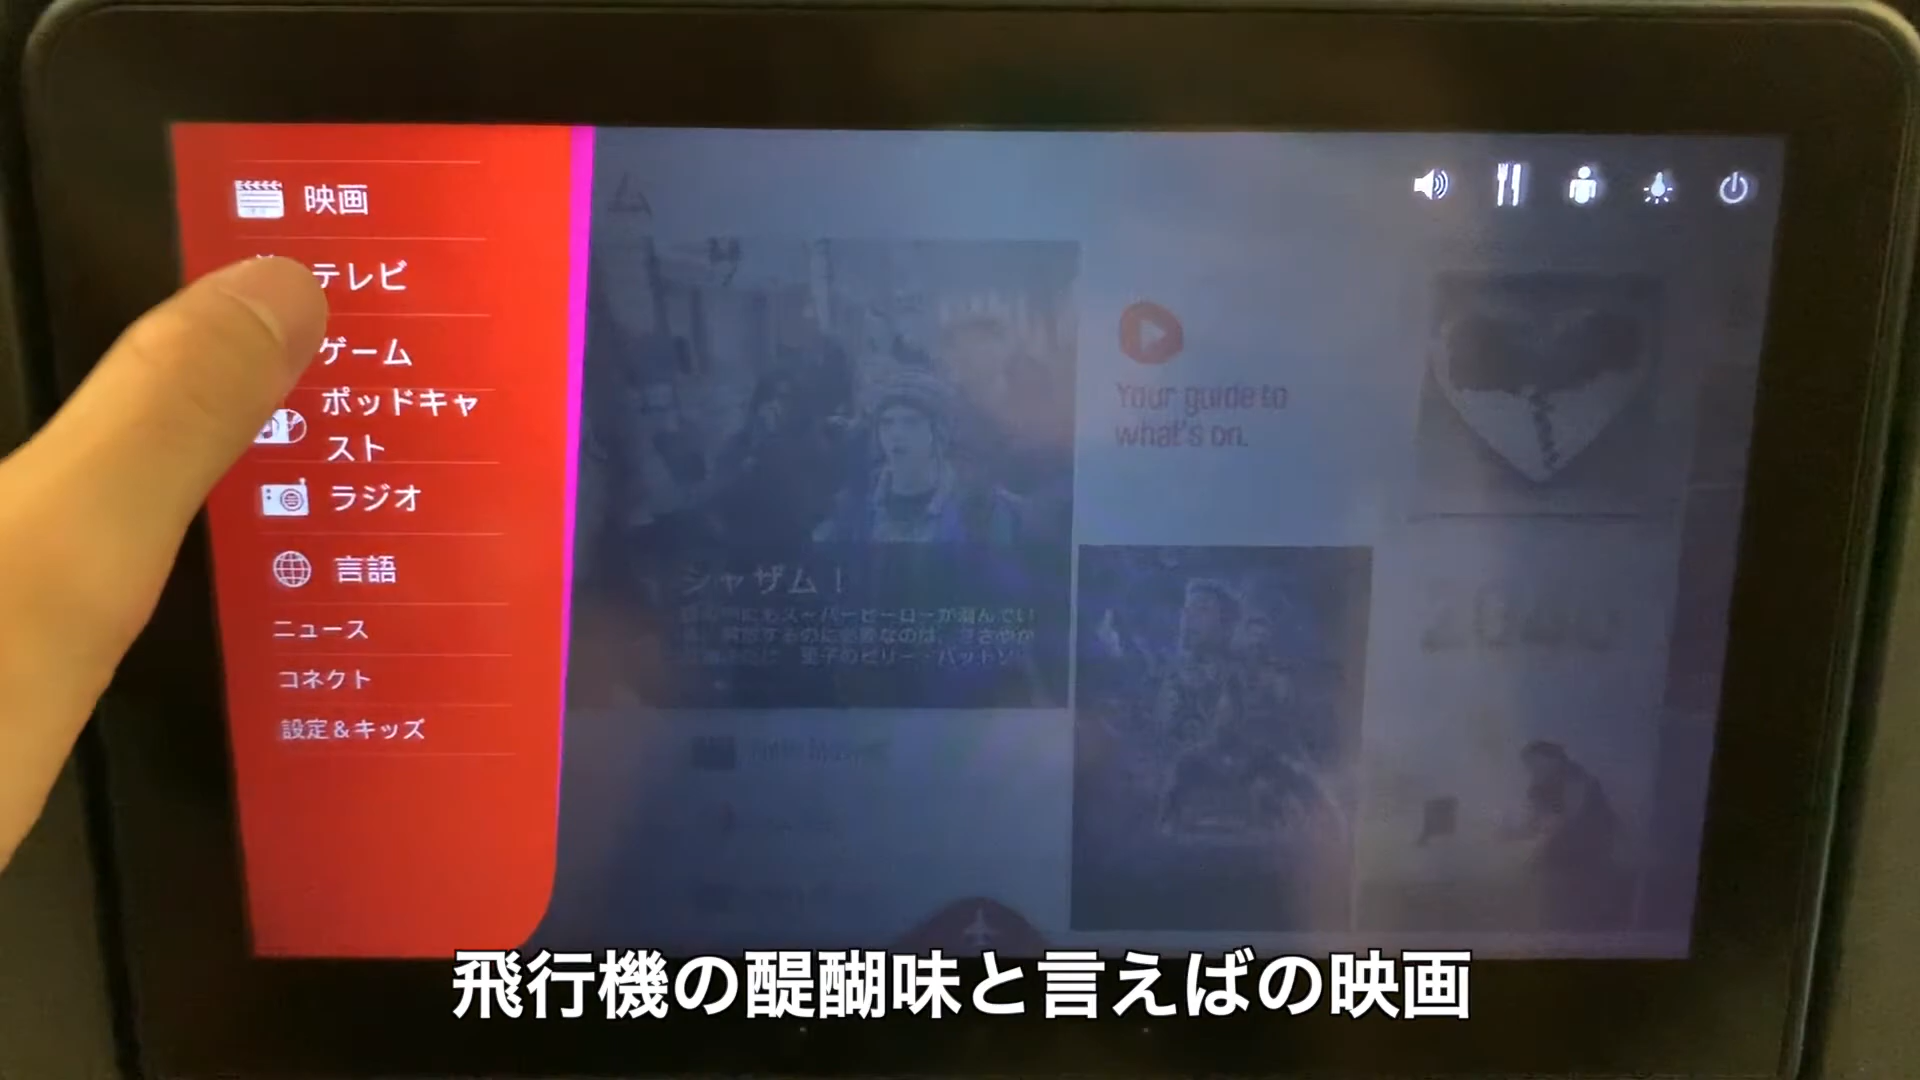 映画
テレビ
ゲーム
ポッドキャ
スト
ラジオ
言語
ニュース
コネクト
設定&キッズ
Your guide to
what's on.
シャザム!
飛行機の醍醐味と言えばの映画